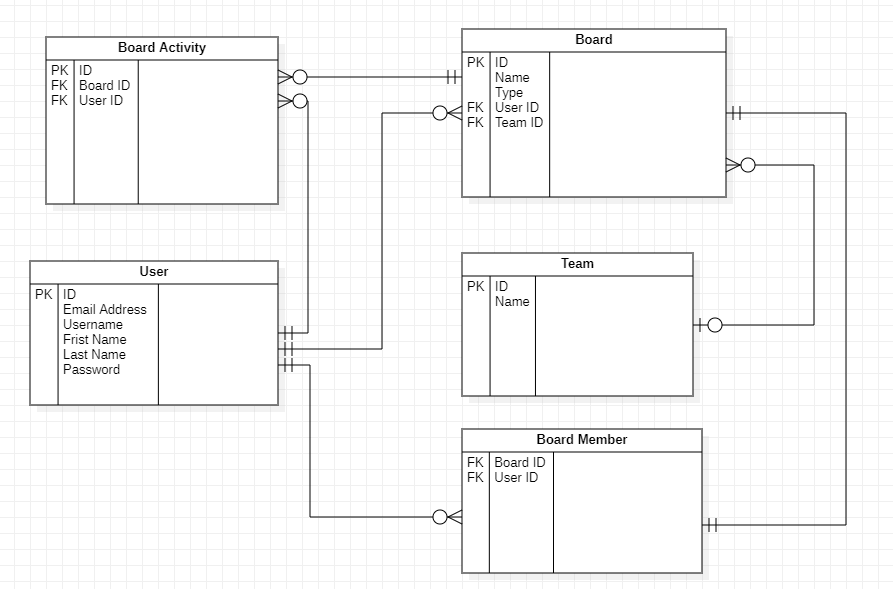 Board Activity
PK ID
FK Board ID
FK User ID
Board
PK ID
Name
Type
FK User ID
FK Team ID
User
PK ID
Email Address
Username
Frist Name
Last Name
Password
Team
PK ID
Name
Board Member
FK Board ID
FK User ID